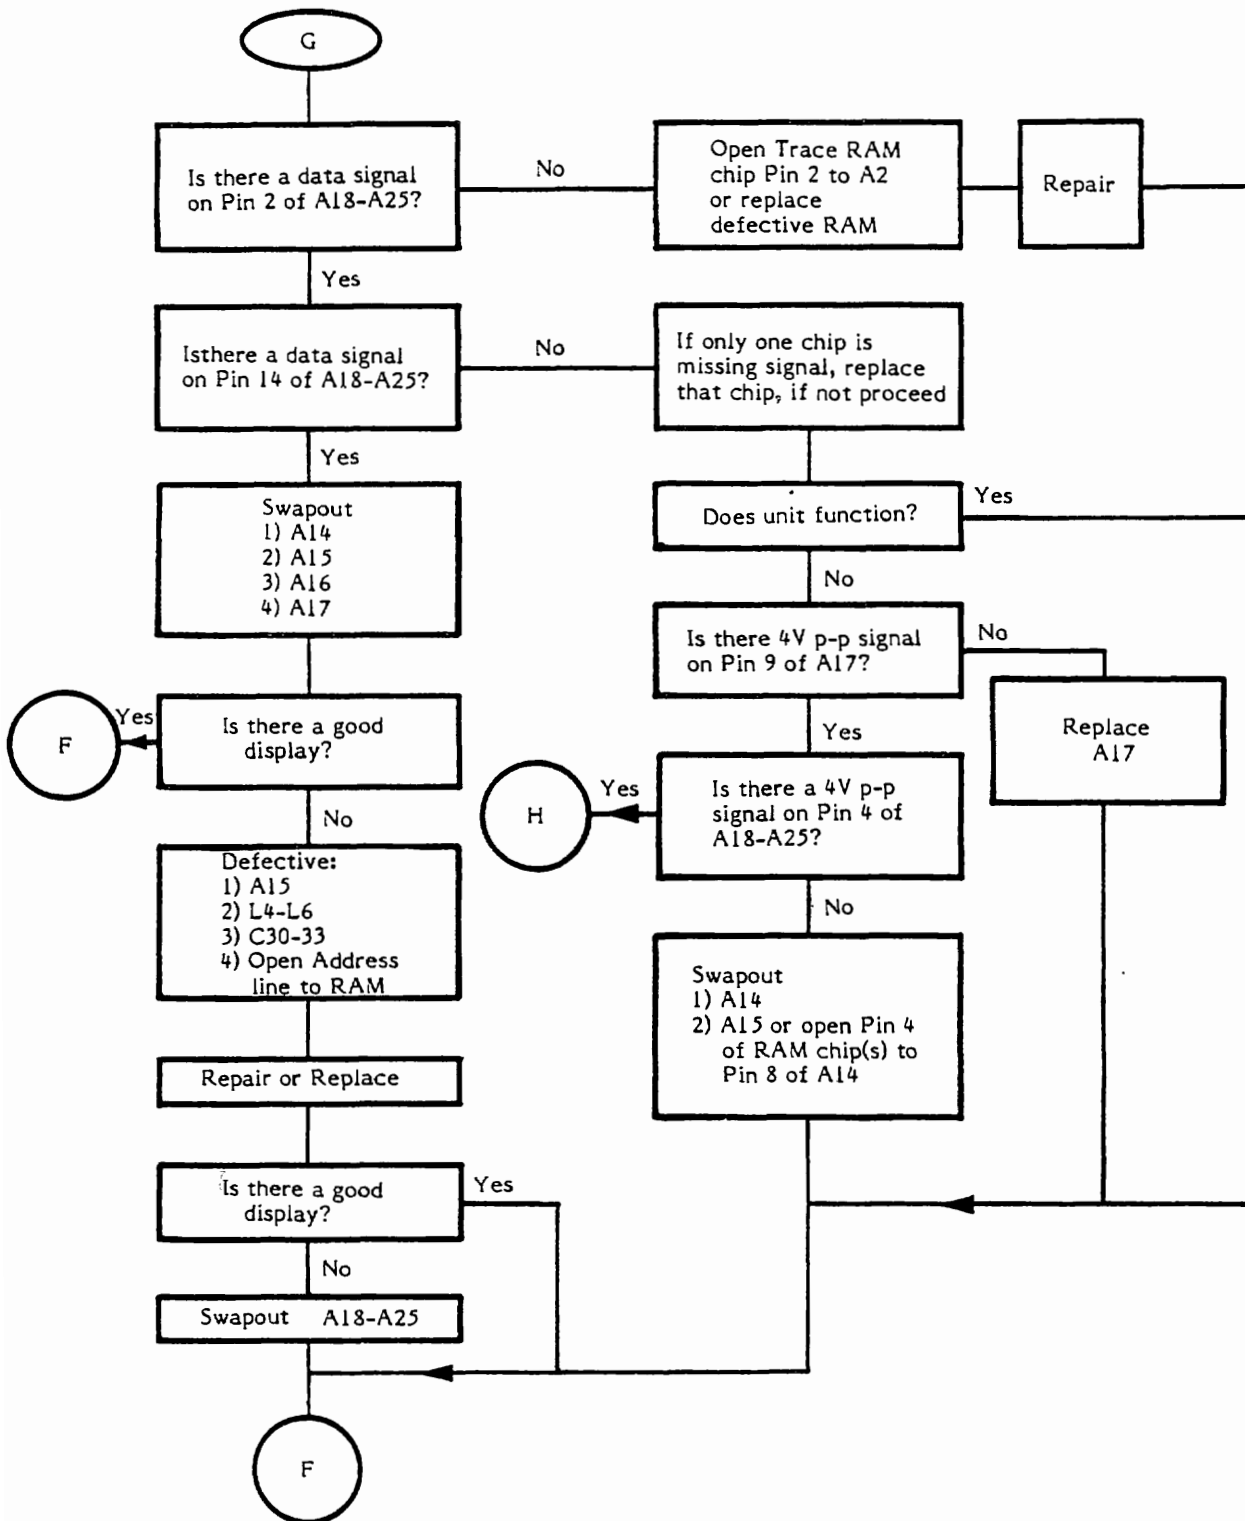 G
Is there a data signal
on Pin 2 of A18-A25?
No
Open Trace RAM
chip Pin 2 to A2
or replace
defective RAM
Repair
Yes
Isthere a data signal
on Pin 14 of A18-A25?
No
If only one chip is
missing signal, replace
that chip, if not proceed
Yes
Swapout
1) A14
2) A15
3) A16
4) A17
Does unit function?
Yes
No
Is there 4V p-p signal
on Pin 9 of A17?
No
Replace
A17
Yes
F
Yes
Is there a good
display?
H
Yes
Is there a 4V p-p
signal on Pin 4 of
A18-A25?
No
Defective:
1) A15
2) L4-L6
3) C30-33
4) Open Address
line to RAM
No
Swapout
1) A14
2) A15 or open Pin 4
of RAM chip(s) to
Pin 8 of A14
Repair or Replace
Is there a good
display?
Yes
No
Swapout A18-A25
F